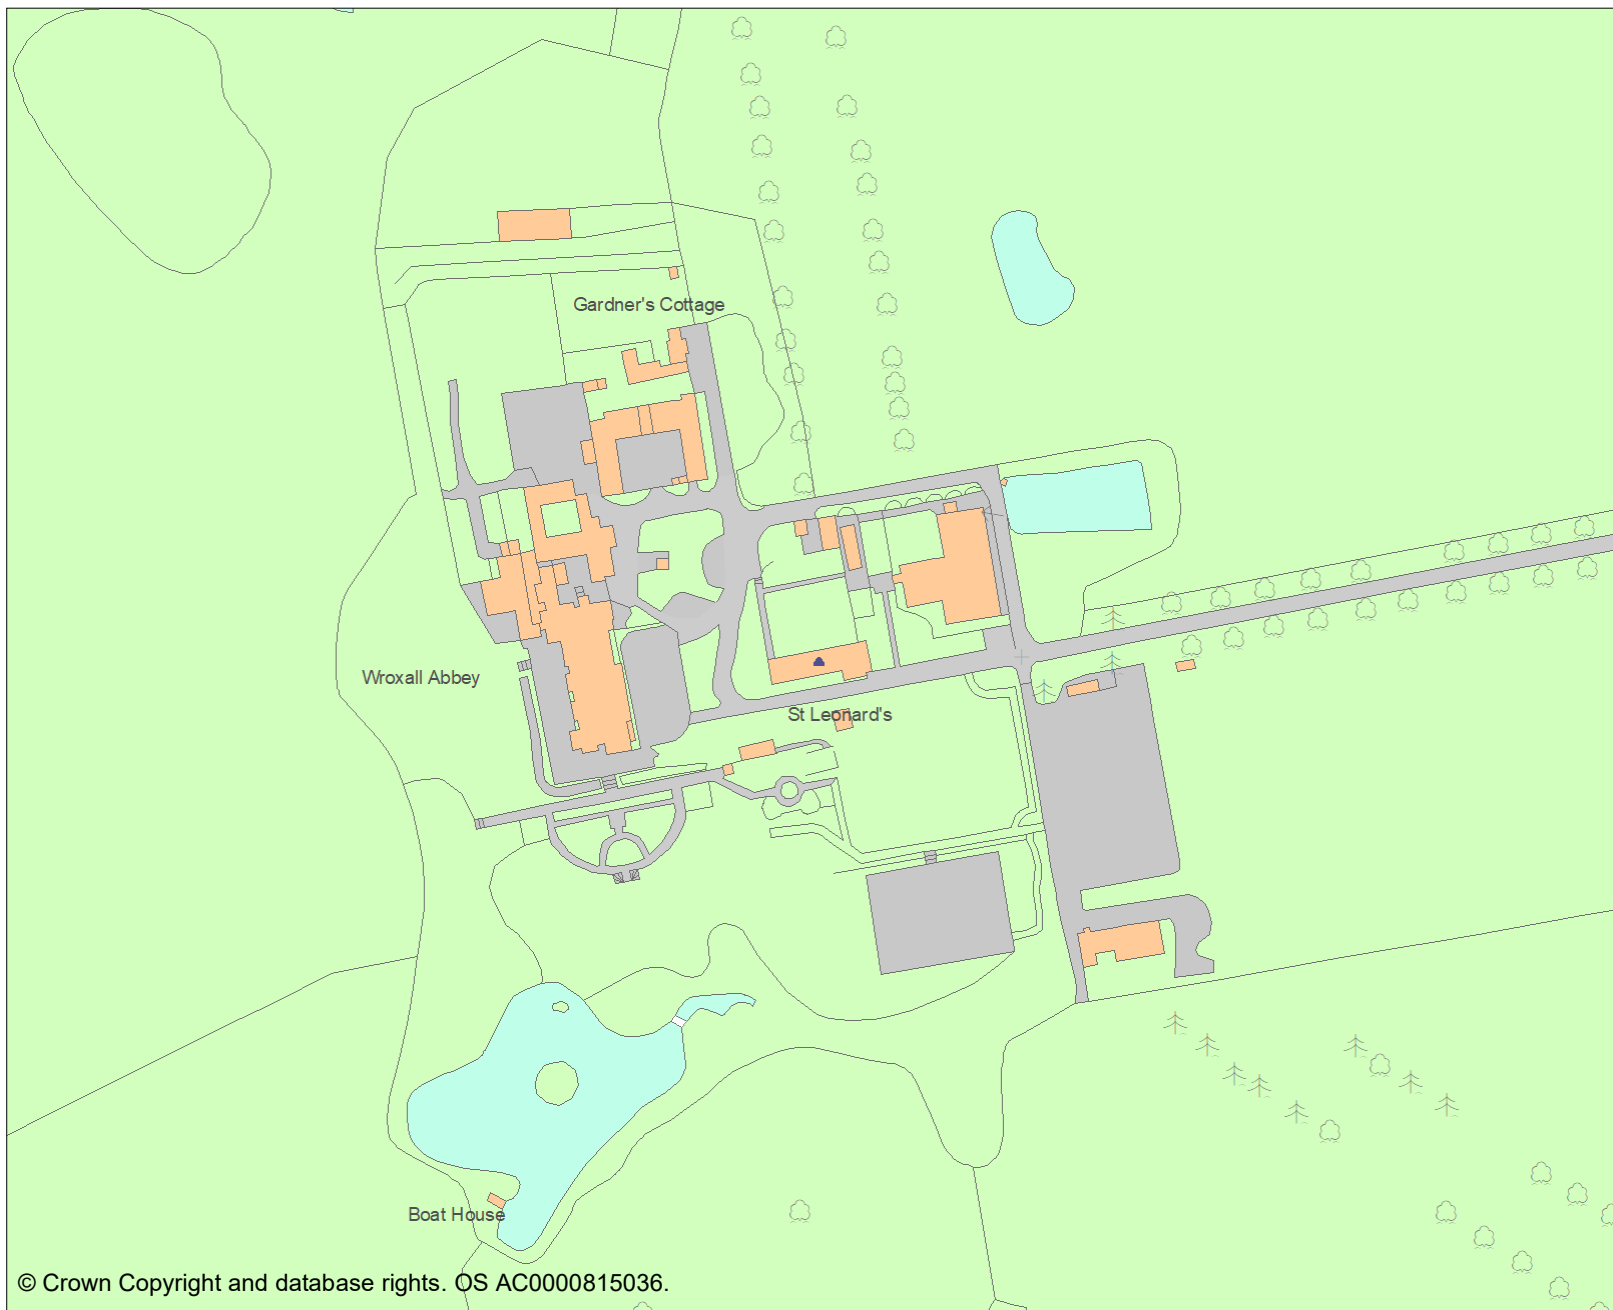 Gardner's Cottage
Wroxall Abbey
St Leonard's
Boat House
© Crown Copyright and database rights. OS AC0000815036.